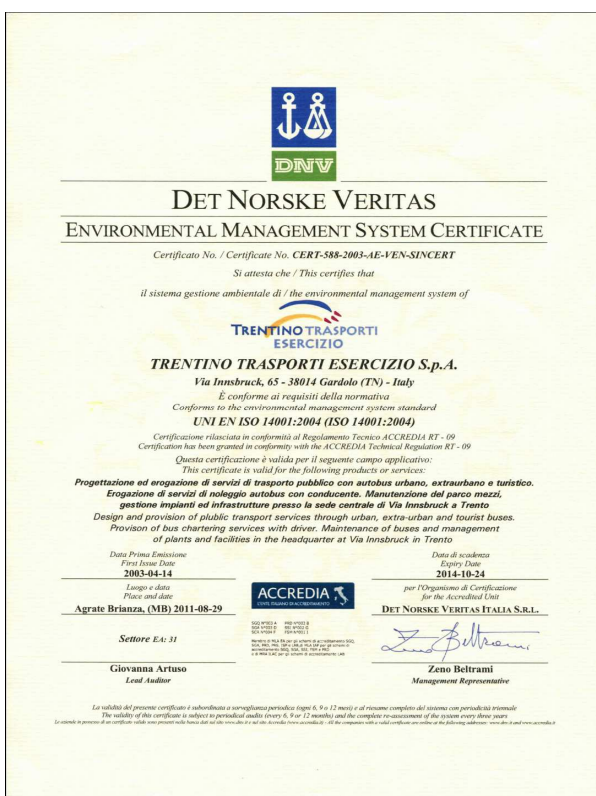 DNV
DET NORSKE VERITAS
ENVIRONMENTAL MANAGEMENT SYSTEM CERTIFICATE
Certificato No. / Certificate No. CERT-588-2003-AE-VEN-SINCERT
Si attesta che / This certifies that
il sistema gestione ambientale di / the environmental management system of
TRENTINO TRASPORTI
ESERCIZIO
TRENTINO TRASPORTI ESERCIZIO S.p.A.
Via Innsbruck, 65 - 38014 Gardolo (TN) - Italy
È conforme ai requisiti della normativa
Conforms to the environmental management system standard
UNI EN ISO 14001:2004 (ISO 14001:2004)
Certificazione rilasciata in conformità al Regolamento Tecnico ACCREDIA RT - 09
Certification has been granted in conformity with the ACCREDIA Technical Regulation RT - 09
Questa certificazione è valida per il seguente campo applicativo:
This certificate is valid for the following products or services:
Progettazione ed erogazione di servizi di trasporto pubblico con autobus urbano, extraurbano e turistico.
Erogazione di servizi di noleggio autobus con conducente. Manutenzione del parco mezzi,
gestione impianti ed infrastrutture presso la sede centrale di Via Innsbruck a Trento
Design and provision of plublic transport services through urban, extra-urban and tourist buses.
Provison of bus chartering services with driver. Maintenance of buses and management
of plants and facilities in the headquarter at Via Innsbruck in Trento
Data Prima Emissione
First Issue Date
2003-04-14
Data di scadenza
Expiry Date
2014-10-24
Luogo e data
Place and date
Agrate Brianza, (MB) 2011-08-29
ACCREDIA
per l'Organismo di Certificazione
for the Accredited Unit
DET NORSKE VERITAS ITALIA S.R.L.
Settore EA: 31
Zeno Beltrami
Giovanna Artuso
Lead Auditor
Zeno Beltrami
Management Representative
La validità del presente certificato è subordinata a sorveglianza periodica (ogni 6, 9 o 12 mesi) e al riesame completo del sistema con periodicità triennale
The validity of this certificate is subject to periodical audits (every 6, 9 or 12 months) and the complete re-assessment of the system every three years